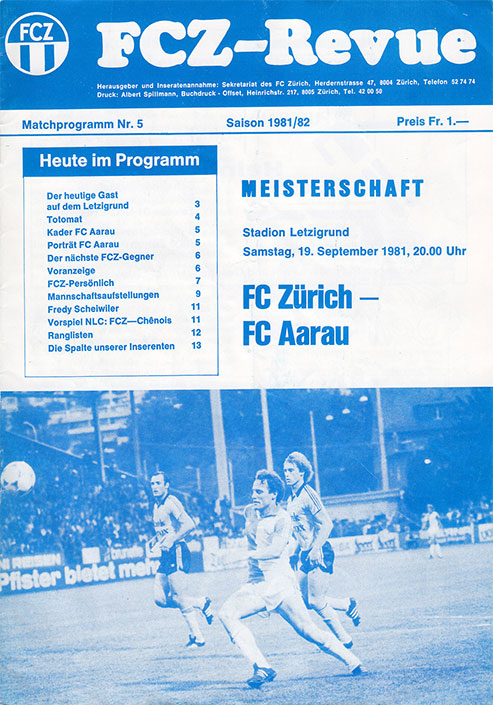 FCZ
FCZ-Revue
Herausgeber und Inseratenannahme: Sekretariat des FC Zürich, Herdernstrasse 47, 8004 Zürich, Telefon 52 74 74
Druck: Albert Spillmann, Buchdruck - Offset, Heinrichstr. 217, 8005 Zürich, Tel. 42 00 50
Matchprogramm Nr. 5 Saison 1981/82 Preis Fr. 1.—
Heute im Programm
Der heutige Gast
auf dem Letzigrund 3
Totomat 4
Kader FC Aarau 5
Porträt FC Aarau 5
Der nächste FCZ-Gegner 6
Voranzeige 6
FCZ-Persönlich 7
Mannschaftsaufstellungen 9
Fredy Scheiwiler 11
Vorspiel NLC: FCZ—Chênois 11
Ranglisten 12
Die Spalte unserer Inserenten 13
MEISTERSCHAFT
Stadion Letzigrund
Samstag, 19. September 1981, 20.00 Uhr
FC Zürich —
FC Aarau
Pfister bietet mehr